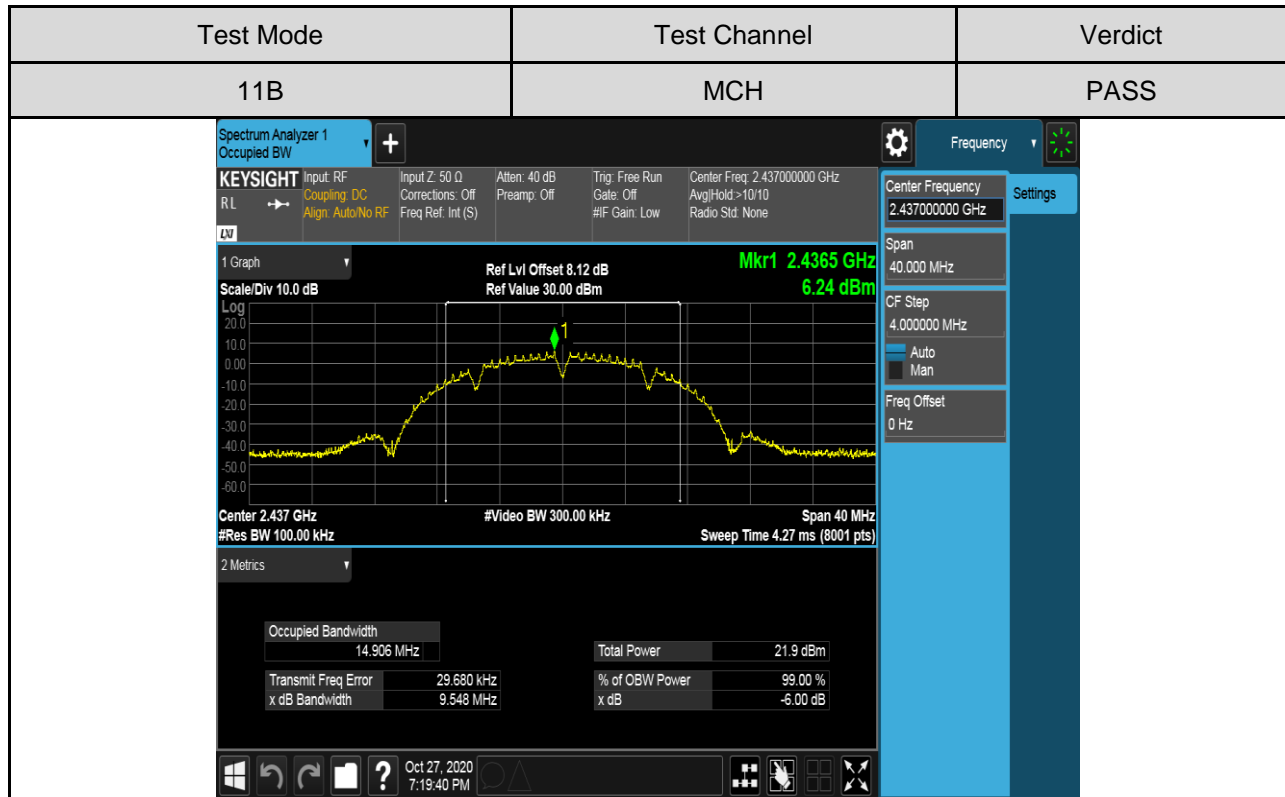 Test Mode Test Channel Verdict
11B MCH PASS
Spectrum Analyzer 1
Occupied BW
+
Frequency
KEYSIGHT Input: RF Input Z: 50 Ω Atten: 40 dB Trig: Free Run Center Freq: 2.437000000 GHz
RL Coupling: DC Corrections: Off Preamp: Off Gate: Off Avg|Hold:>10/10
Align: Auto/No RF Freq Ref: Int (S) #IF Gain: Low Radio Std: None
LXI
Center Frequency
2.437000000 GHz
Settings
Span
40.000 MHz
CF Step
4.000000 MHz
Auto
Man
Freq Offset
0 Hz
1 Graph
Ref Lvl Offset 8.12 dB
Mkr1 2.4365 GHz
Scale/Div 10.0 dB
Ref Value 30.00 dBm
6.24 dBm
Log
20.0
10.0
0.00
-10.0
-20.0
-30.0
-40.0
-50.0
-60.0
1
Center 2.437 GHz #Video BW 300.00 kHz Span 40 MHz
#Res BW 100.00 kHz Sweep Time 4.27 ms (8001 pts)
2 Metrics
Occupied Bandwidth
14.906 MHz
Total Power 21.9 dBm
Transmit Freq Error 29.680 kHz % of OBW Power 99.00 %
x dB Bandwidth 9.548 MHz x dB -6.00 dB
? Oct 27, 2020
7:19:40 PM